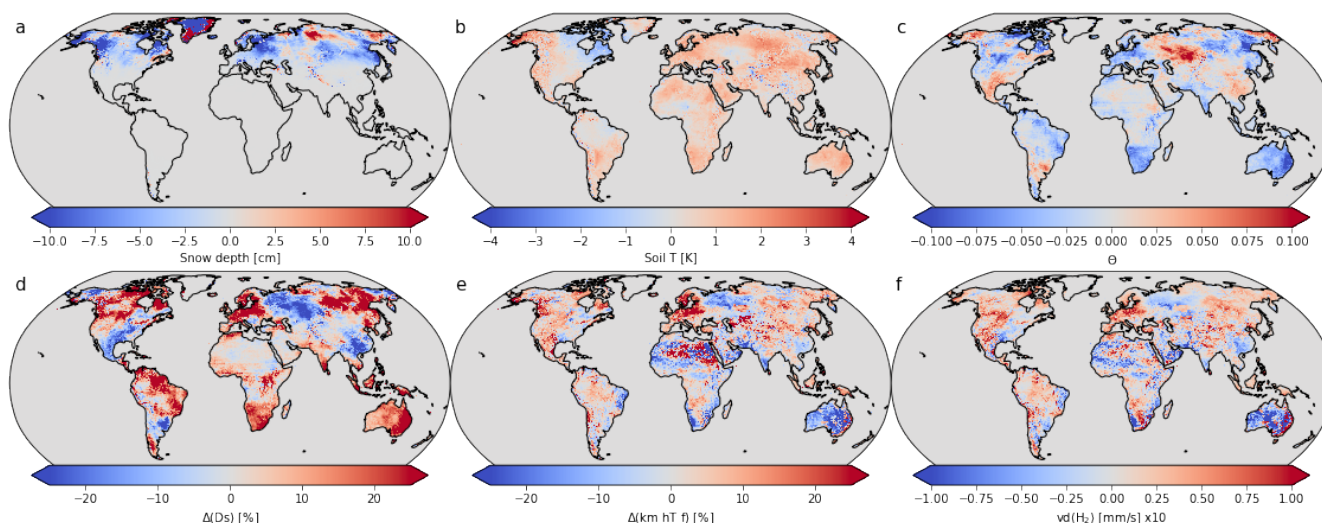 a b c
−10.0 −7.5 −5.0 −2.5 0.0 2.5 5.0 7.5 10.0
Snow depth [cm]
−4 −3 −2 −1 0 1 2 3 4
Soil T [K]
−0.100 −0.075 −0.050 −0.025 0.000 0.025 0.050 0.075 0.100
Θ
d e f
−20 −10 0 10 20
Δ(Ds) [%]
−20 −10 0 10 20
Δ(km hT f) [%]
−1.00 −0.75 −0.50 −0.25 0.00 0.25 0.50 0.75 1.00
vd(H₂) [mm/s] x10